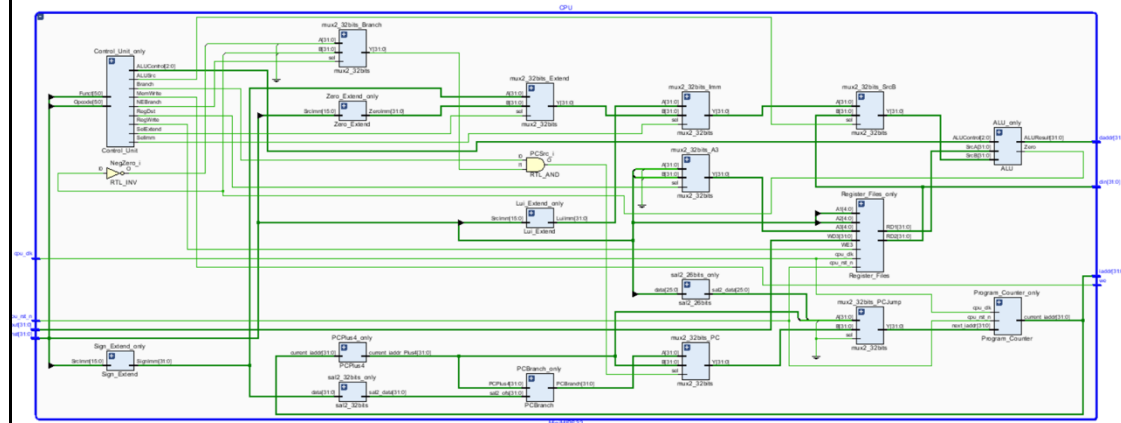 CPU
mux2_32bits_Branch
A[31:0]
B[31:0]
sel
Y[31:0]
mux2_32bits
Control_Unit_only
Funct[5:0]
Opcode[5:0]
ALUControl[2:0]
ALUSrc
Branch
MemWrite
NEBranch
RegDst
RegWrite
SelExtend
SelImm
Control_Unit
Zero_Extend_only
SrcImm[15:0]
ZeroImm[31:0]
Zero_Extend
mux2_32bits_Extend
A[31:0]
B[31:0]
sel
Y[31:0]
mux2_32bits
mux2_32bits_Imm
A[31:0]
B[31:0]
sel
Y[31:0]
mux2_32bits
mux2_32bits_SrcB
A[31:0]
B[31:0]
sel
Y[31:0]
mux2_32bits
ALU_only
ALUControl[2:0]
SrcA[31:0]
SrcB[31:0]
ALUResult[31:0]
Zero
ALU
NegZero_i
I0
O
RTL_INV
PCSrc_i
I0
I1
O
RTL_AND
mux2_32bits_A3
A[31:0]
B[31:0]
sel
Y[31:0]
mux2_32bits
Lui_Extend_only
SrcImm[15:0]
LuiImm[31:0]
Lui_Extend
Register_Files_only
A1[4:0]
A2[4:0]
A3[4:0]
WD3[31:0]
WE3
cpu_clk
cpu_rst_n
RD1[31:0]
RD2[31:0]
Register_Files
cpu_clk
sal2_26bits_only
data[25:0]
sal2_data[25:0]
sal2_26bits
mux2_32bits_PCJump
A[31:0]
B[31:0]
sel
Y[31:0]
mux2_32bits
Program_Counter_only
cpu_clk
cpu_rst_n
next_iaddr[31:0]
current_iaddr[31:0]
Program_Counter
Sign_Extend_only
SrcImm[15:0]
SignImm[31:0]
Sign_Extend
PCPlus4_only
current_iaddr[31:0]
current_iaddr_Plus4[31:0]
PCPlus4
sal2_32bits_only
data[31:0]
sal2_data[31:0]
sal2_32bits
PCBranch_only
PCPlus4[31:0]
PCBranch[31:0]
PCBranch
mux2_32bits_PC
A[31:0]
B[31:0]
sel
Y[31:0]
mux2_32bits